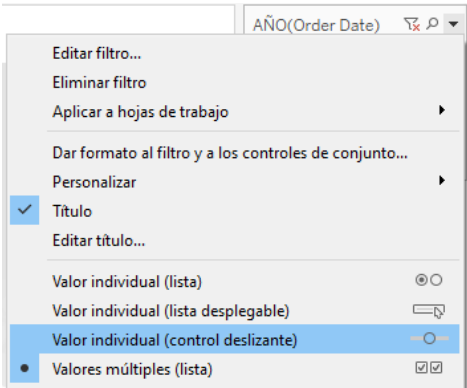 AÑO(Order Date)
Editar filtro...
Eliminar filtro
Aplicar a hojas de trabajo
Dar formato al filtro y a los controles de conjunto...
Personalizar
Título
Editar título...
Valor individual (lista)
Valor individual (lista desplegable)
Valor individual (control deslizante)
Valores múltiples (lista)